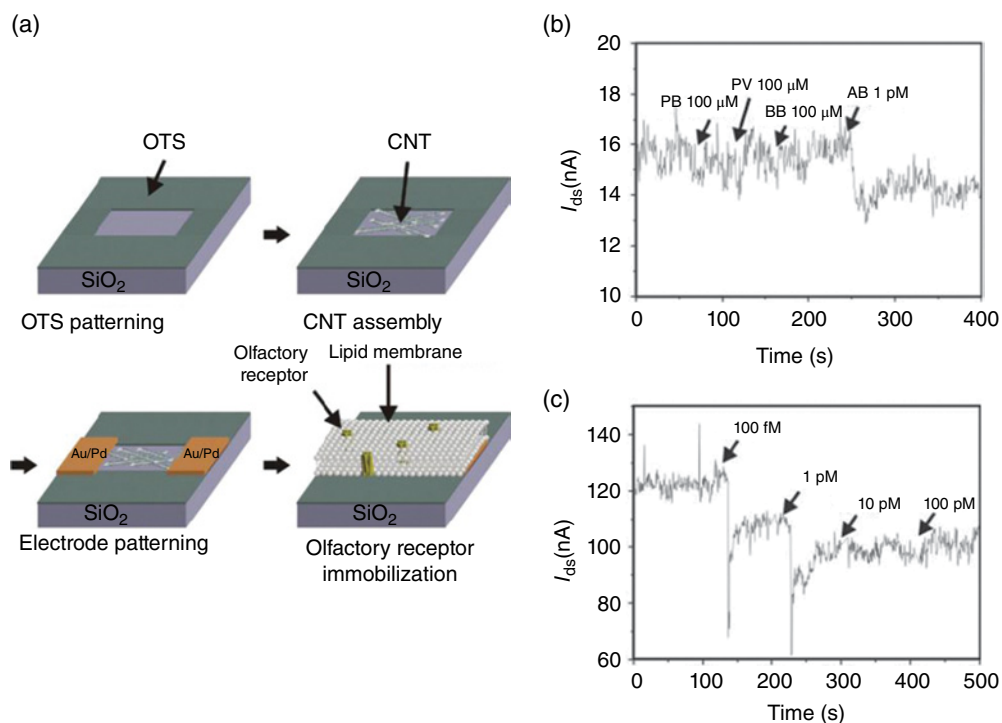 (a)
OTS
CNT
SiO₂
SiO₂
OTS patterning
CNT assembly
Olfactory
receptor
Lipid membrane
Au/Pd
Au/Pd
SiO₂
Electrode patterning
Olfactory receptor
immobilization
(b)
20
18
16
14
12
10
I_ds(nA)
PB 100 μM
PV 100 μM
BB 100 μM
AB 1 pM
0 100 200 300 400
Time (s)
(c)
140
120
100
80
60
I_ds(nA)
100 fM
1 pM
10 pM
100 pM
0 100 200 300 400 500
Time (s)